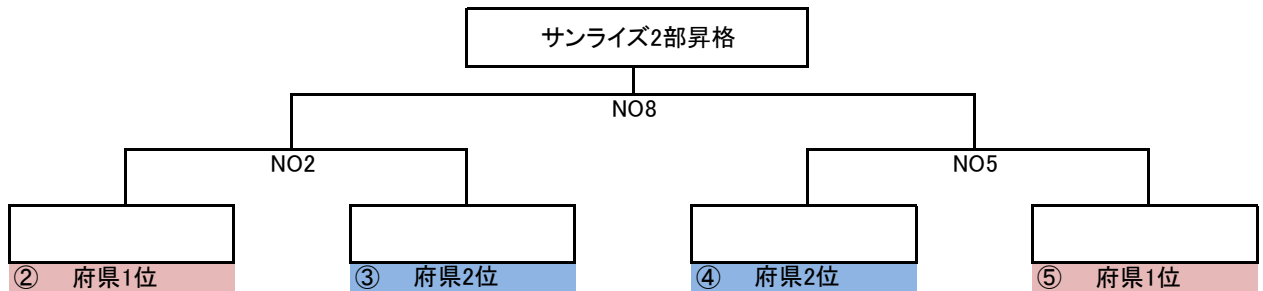 サンライズ2部昇格
NO8
NO2
NO5
② 府県1位
③ 府県2位
④ 府県2位
⑤ 府県1位